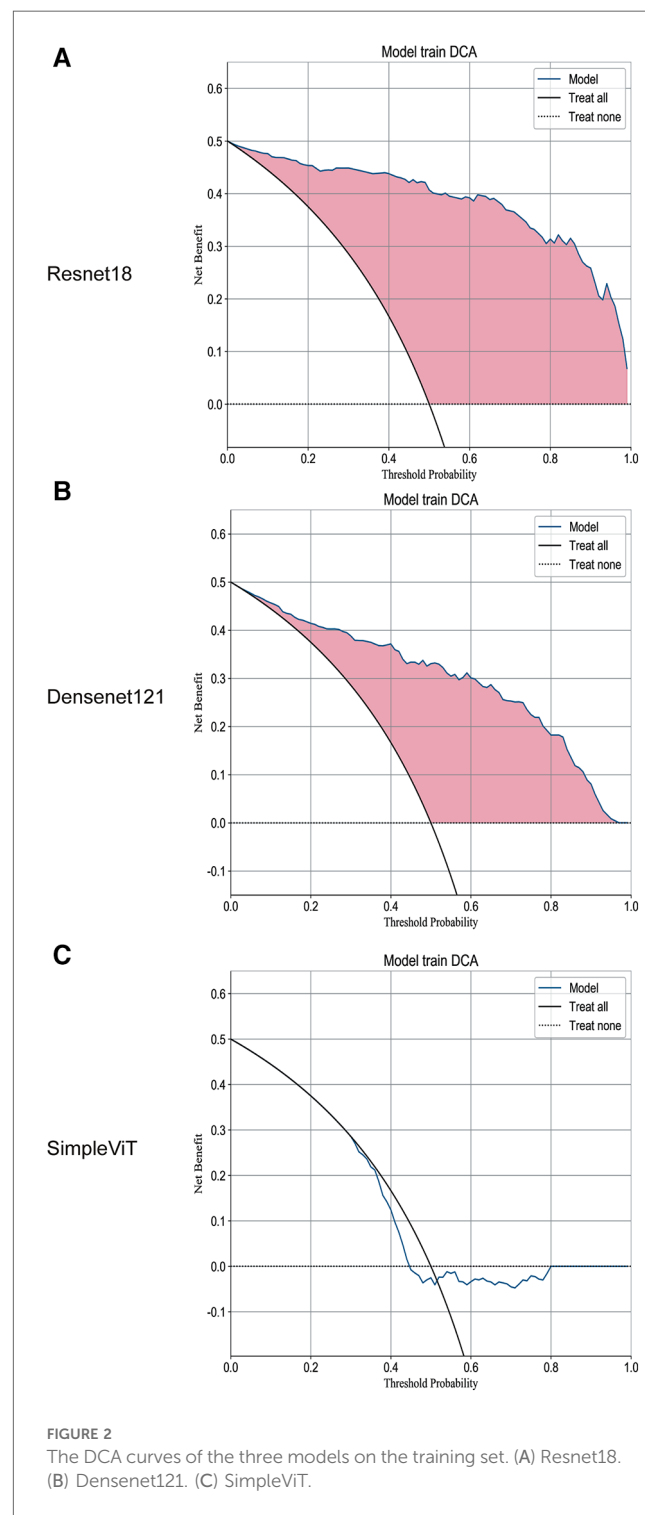 A
Model train DCA
Model
Treat all
Treat none
0.6
0.5
0.4
0.3
0.2
0.1
0.0
Net Benefit
Resnet18
0.0 0.2 0.4 0.6 0.8 1.0
Threshold Probability
B
Model train DCA
Model
Treat all
Treat none
0.6
0.5
0.4
0.3
0.2
0.1
0.0
-0.1
Net Benefit
Densenet121
0.0 0.2 0.4 0.6 0.8 1.0
Threshold Probability
C
Model train DCA
Model
Treat all
Treat none
0.6
0.5
0.4
0.3
0.2
0.1
0.0
-0.1
Net Benefit
SimpleViT
0.0 0.2 0.4 0.6 0.8 1.0
Threshold Probability
FIGURE 2
The DCA curves of the three models on the training set. (A) Resnet18.
(B) Densenet121. (C) SimpleViT.